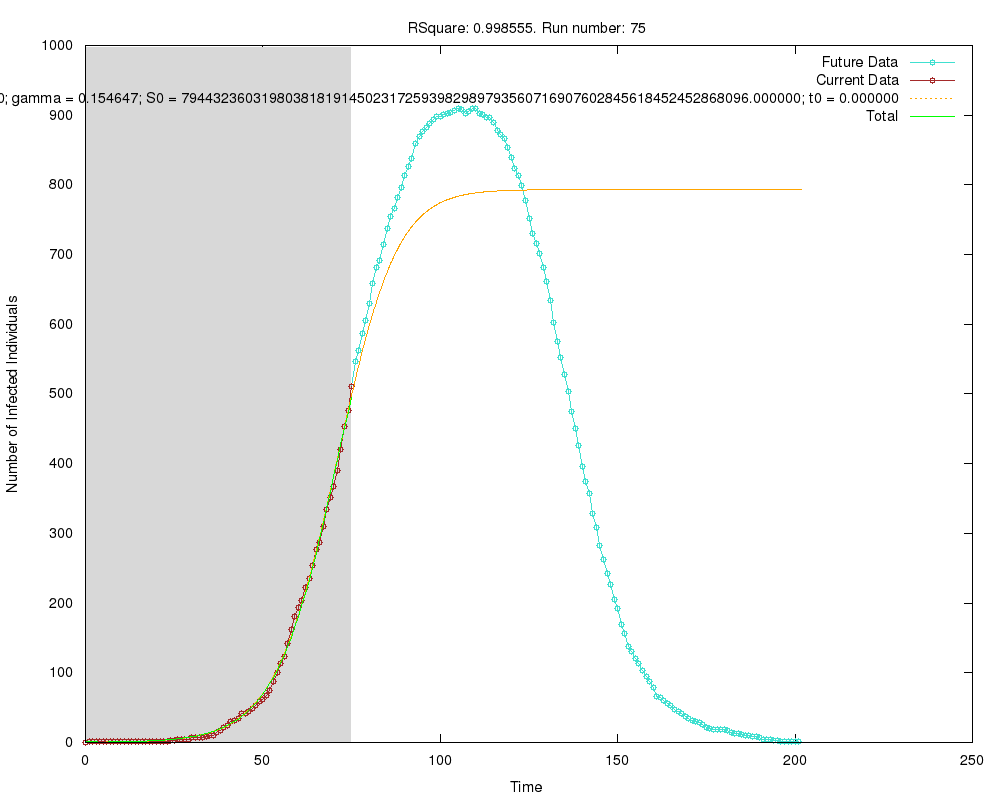 RSquare: 0.998555. Run number: 75
1000
900
800
700
600
500
400
300
200
100
0
Number of Infected Individuals
0; gamma = 0.154647; S0 = 79443236031980381819145023172593982989793560716907602845618452452868096.000000; t0 = 0.000000
Future Data
Current Data
Total
0
50
100
150
200
250
Time